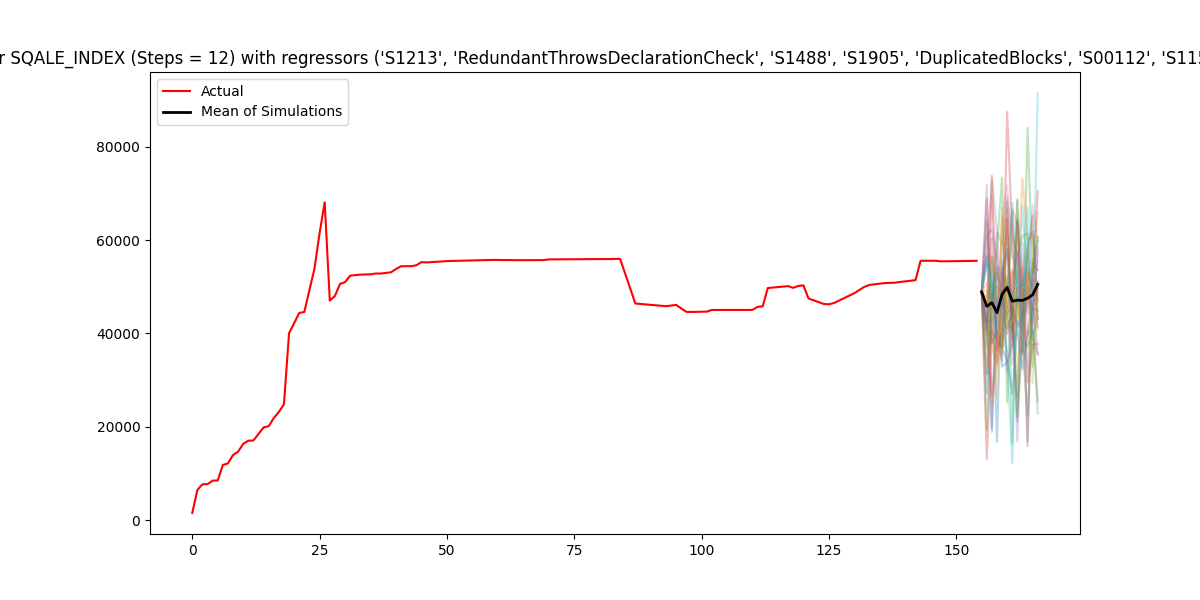 r SQALE_INDEX (Steps = 12) with regressors ('S1213', 'RedundantThrowsDeclarationCheck', 'S1488', 'S1905', 'DuplicatedBlocks', 'S00112', 'S115
Actual
Mean of Simulations
80000
60000
40000
20000
0
0 25 50 75 100 125 150